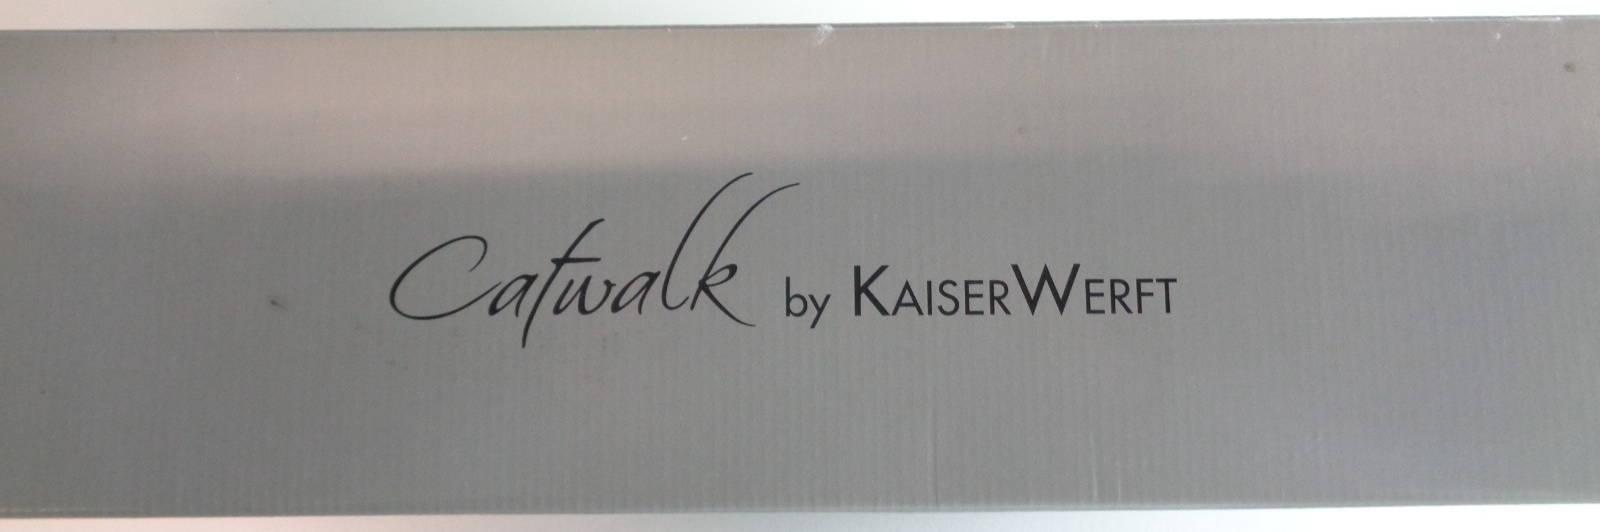 Catwalk by KAISERWERFT